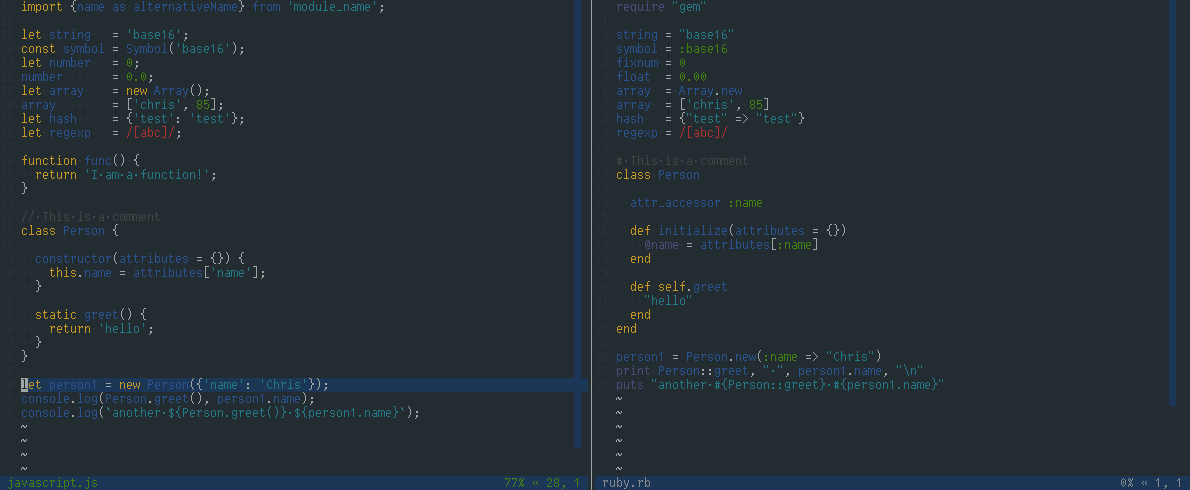 import {name as alternativeName} from 'module_name';
let string   = 'base16';
const symbol = Symbol('base16');
let number   = 0;
number       = 0.0;
let array    = new Array();
array        = ['chris', 85];
let hash     = {'test': 'test'};
let regexp   = /[abc]/;
function func() {
  return 'I·am·a·function!';
}
//·This·is·a·comment
class Person {
  constructor(attributes = {}) {
    this.name = attributes['name'];
  }
  static greet() {
    return 'hello';
  }
}
let person1 = new Person({'name': 'Chris'});
console.log(Person.greet(), person1.name);
console.log(`another·${Person.greet()}·${person1.name}`);
~
~
~
~
javascript.js 77% « 28, 1
require "gem"
string = "base16"
symbol = :base16
fixnum = 0
float  = 0.00
array  = Array.new
array  = ['chris', 85]
hash   = {"test" => "test"}
regexp = /[abc]/
#·This·is·a·comment
class Person
  attr_accessor :name
  def initialize(attributes = {})
    @name = attributes[:name]
  end
  def self.greet
    "hello"
  end
end
person1 = Person.new(:name => "Chris")
print Person::greet, "·", person1.name, "\n"
puts "another·#{Person::greet}·#{person1.name}"
~
~
~
~
~
~
ruby.rb 0% « 1, 1